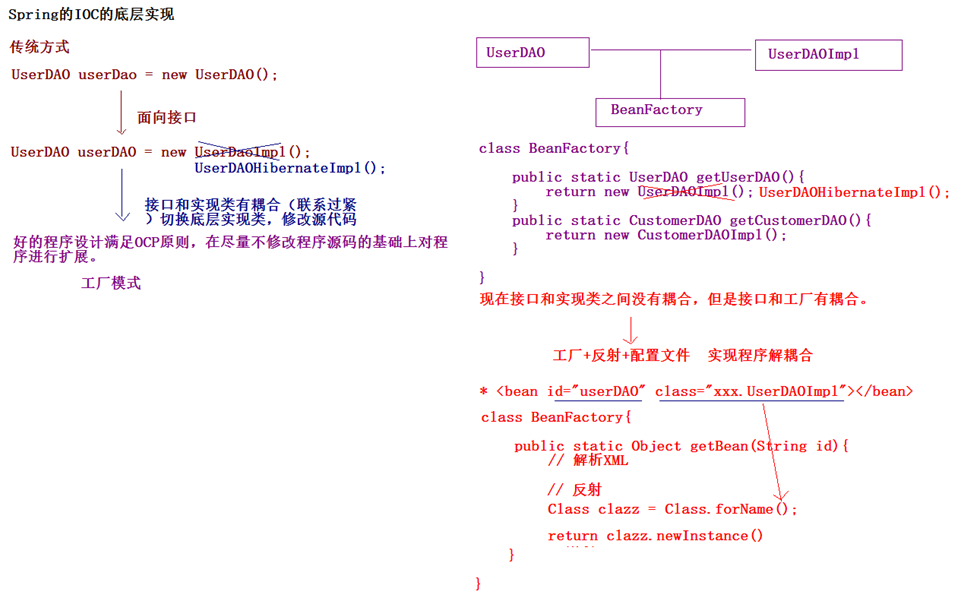 Spring的IOC的底层实现
传统方式
UserDAO userDao = new UserDAO();
面向接口
UserDAO userDAO = new UserDaoImpl();
UserDAOHibernateImpl();
接口和实现类有耦合（联系过紧
）切换底层实现类，修改源代码
好的程序设计满足OCP原则，在尽量不修改程序源码的基础上对程
序进行扩展。
工厂模式
UserDAO
UserDAOImpl
BeanFactory
class BeanFactory{
public static UserDAO getUserDAO(){
return new UserDAOImpl(); UserDAOHibernateImpl();
}
public static CustomerDAO getCustomerDAO(){
return new CustomerDAOImpl();
}
}
现在接口和实现类之间没有耦合，但是接口和工厂有耦合。
工厂+反射+配置文件 实现程序解耦合
* <bean id="userDAO" class="xxx.UserDAOImpl"></bean>
class BeanFactory{
public static Object getBean(String id){
// 解析XML
// 反射
Class clazz = Class.forName();
return clazz.newInstance()
}
}